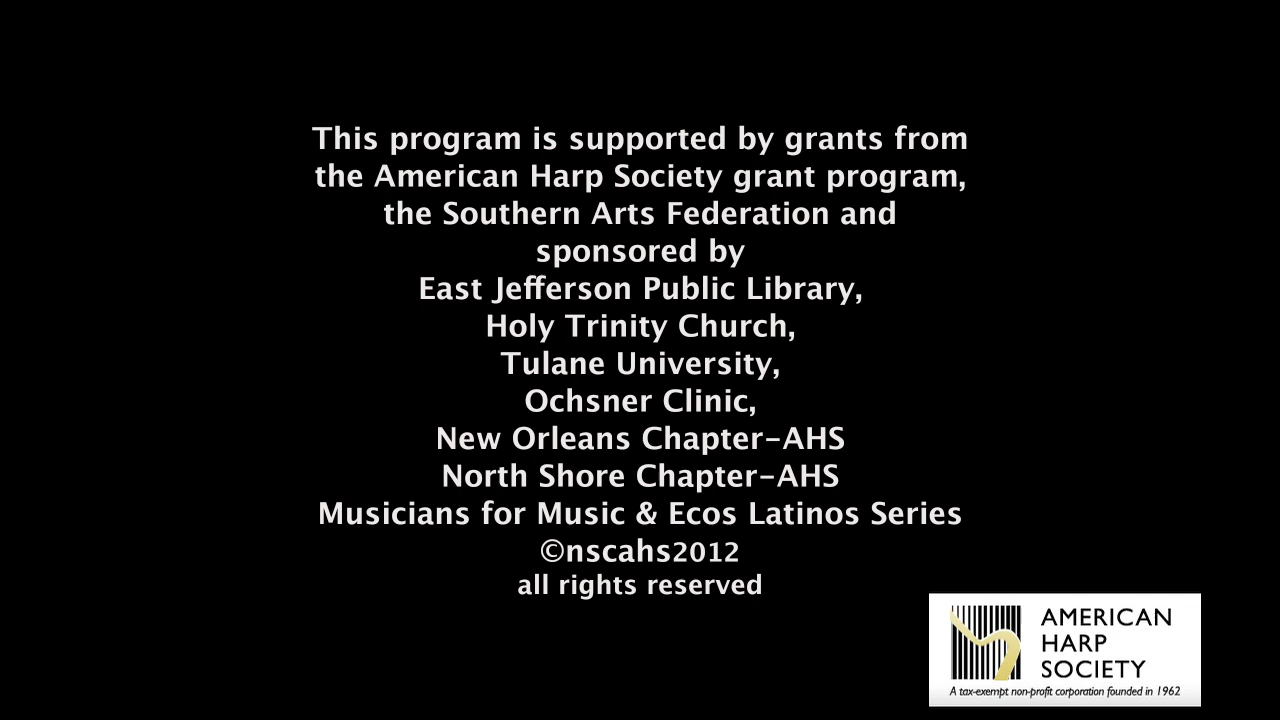 This program is supported by grants from
the American Harp Society grant program,
the Southern Arts Federation and
sponsored by
East Jefferson Public Library,
Holy Trinity Church,
Tulane University,
Ochsner Clinic,
New Orleans Chapter-AHS
North Shore Chapter-AHS
Musicians for Music & Ecos Latinos Series
©nscahs2012
all rights reserved
AMERICAN
HARP
SOCIETY
A tax-exempt non-profit corporation founded in 1962